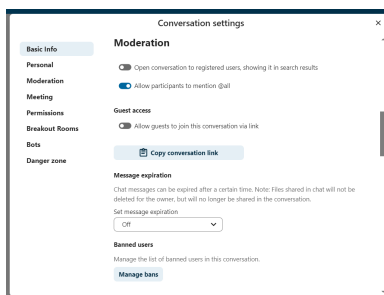 Conversation settings
Basic Info
Personal
Moderation
Meeting
Permissions
Breakout Rooms
Bots
Danger zone
Moderation
Open conversation to registered users, showing it in search results
Allow participants to mention @all
Guest access
Allow guests to join this conversation via link
Copy conversation link
Message expiration
Chat messages can be expired after a certain time. Note: Files shared in chat will not be
deleted for the owner, but will no longer be shared in the conversation.
Set message expiration
Off
Banned users
Manage the list of banned users in this conversation.
Manage bans